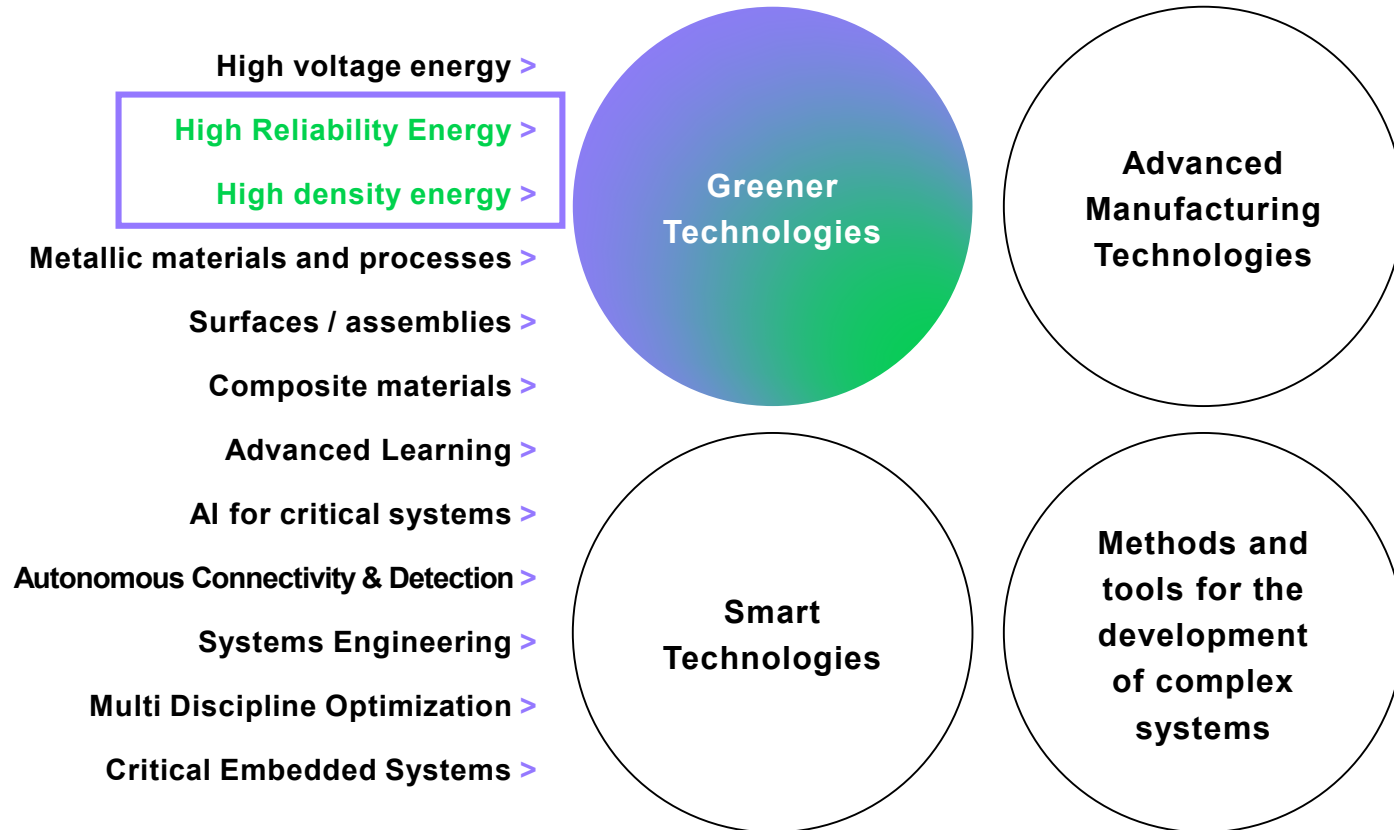 High voltage energy >
High Reliability Energy >
High density energy >
Metallic materials and processes >
Surfaces / assemblies >
Composite materials >
Advanced Learning >
AI for critical systems >
Autonomous Connectivity & Detection >
Systems Engineering >
Multi Discipline Optimization >
Critical Embedded Systems >
Greener
Technologies
Advanced
Manufacturing
Technologies
Smart
Technologies
Methods and
tools for the
development
of complex
systems